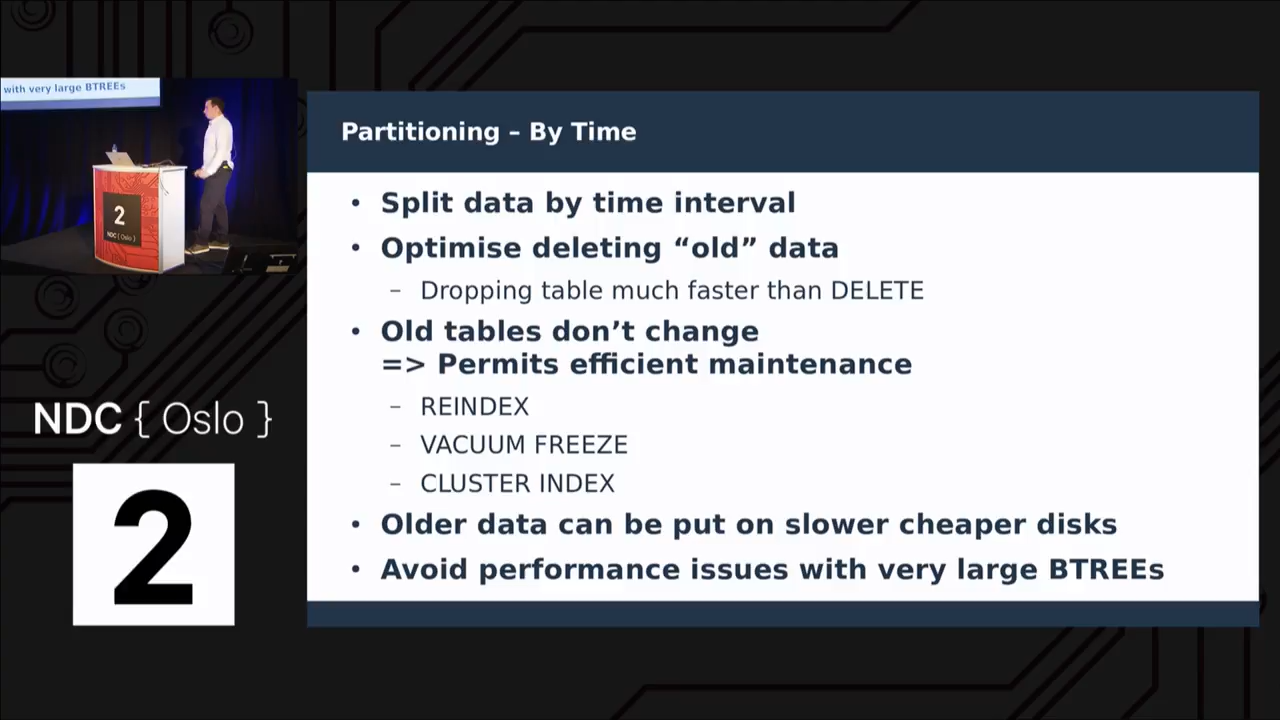 with very large BTREEs
2
NDC { Oslo }
Partitioning – By Time
• Split data by time interval
• Optimise deleting “old” data
– Dropping table much faster than DELETE
• Old tables don’t change
=> Permits efficient maintenance
– REINDEX
– VACUUM FREEZE
– CLUSTER INDEX
• Older data can be put on slower cheaper disks
• Avoid performance issues with very large BTREEs
NDC { Oslo }
2